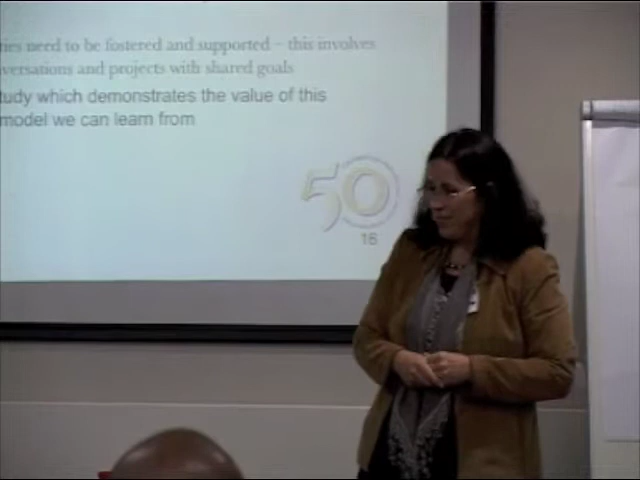 ties need to be fostered and supported – this involves
versations and projects with shared goals
tudy which demonstrates the value of this
model we can learn from
50
16